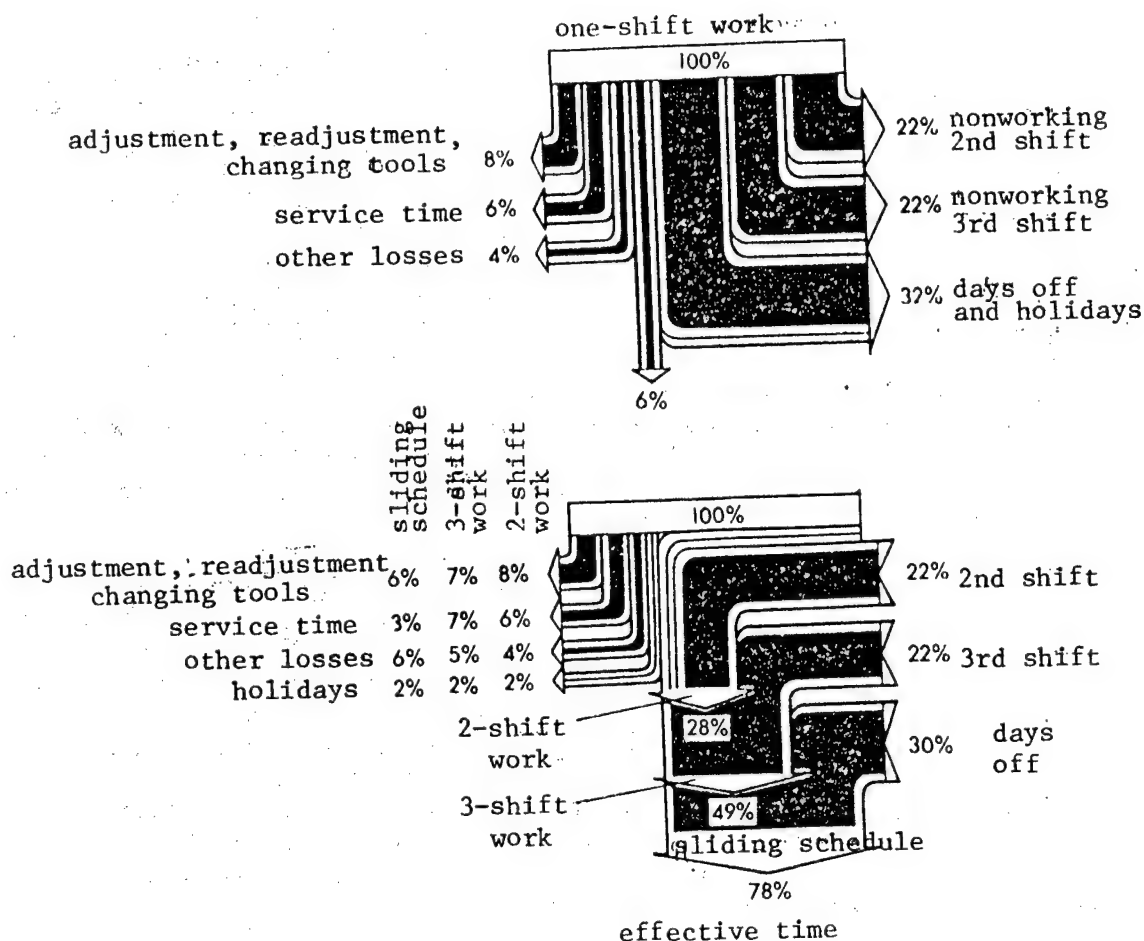 one-shift work
100%
adjustment, readjustment,
changing tools 8%
service time 6%
other losses 4%
22% nonworking
2nd shift
22% nonworking
3rd shift
32% days off
and holidays
6%
sliding
schedule
3-shift
work
2-shift
work
100%
adjustment, readjustment
changing tools
6% 7% 8%
service time 3% 7% 6%
other losses 6% 5% 4%
holidays 2% 2% 2%
22% 2nd shift
22% 3rd shift
30% days
off
2-shift
work
28%
3-shift
work
49%
sliding schedule
78%
effective time